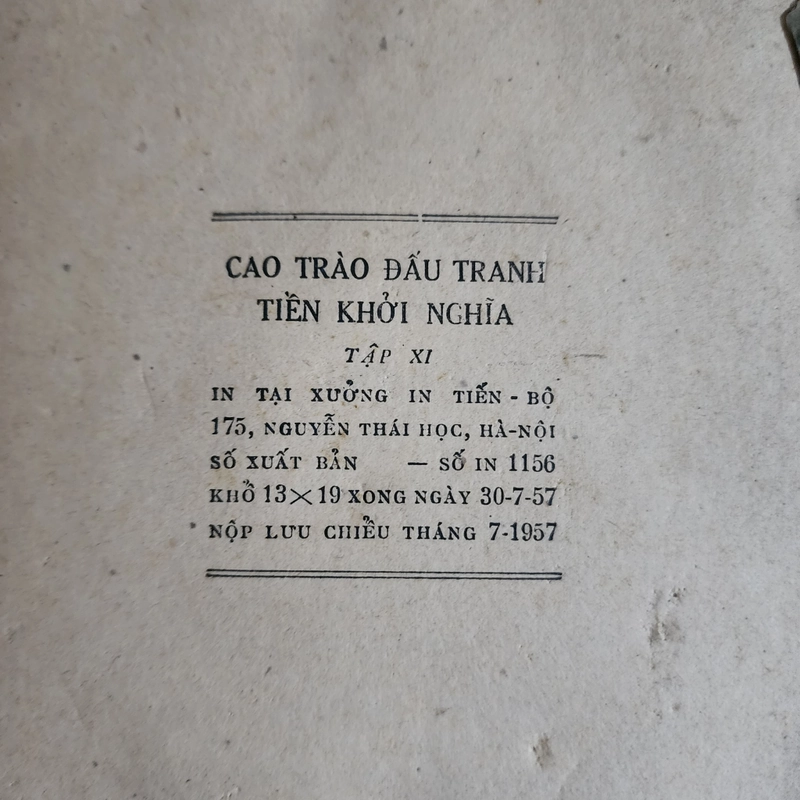 CAO TRÀO ĐẤU TRANH
TIỀN KHỞI NGHĨA
TẬP XI
IN TẠI XƯỞNG IN TIẾN - BỘ
175, NGUYỄN THÁI HỌC, HÀ-NỘI
SỐ XUẤT BẢN — SỐ IN 1156
KHỔ 13×19 XONG NGÀY 30-7-57
NỘP LƯU CHIỂU THÁNG 7-1957